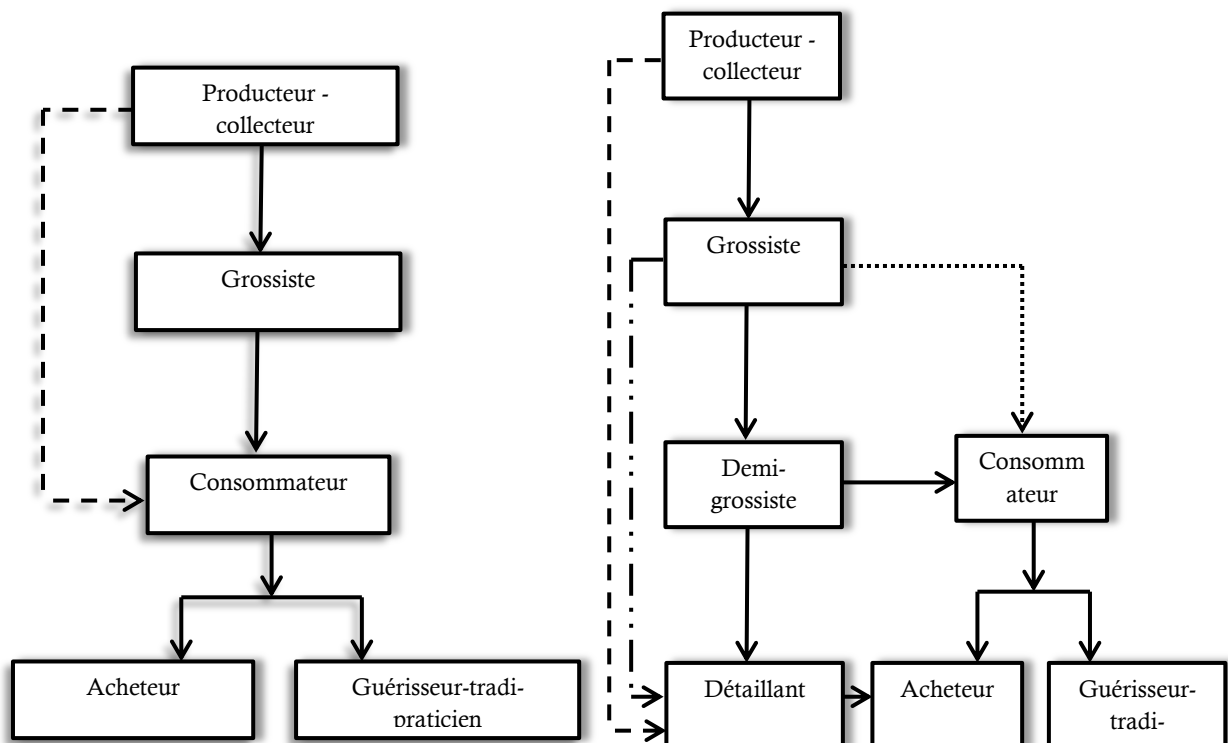 Producteur -
collecteur
Grossiste
Consommateur
Acheteur
Guérisseur-tradi-
praticien
Producteur -
collecteur
Grossiste
Demi-
grossiste
Consomm
ateur
Détaillant
Acheteur
Guérisseur-
tradi-